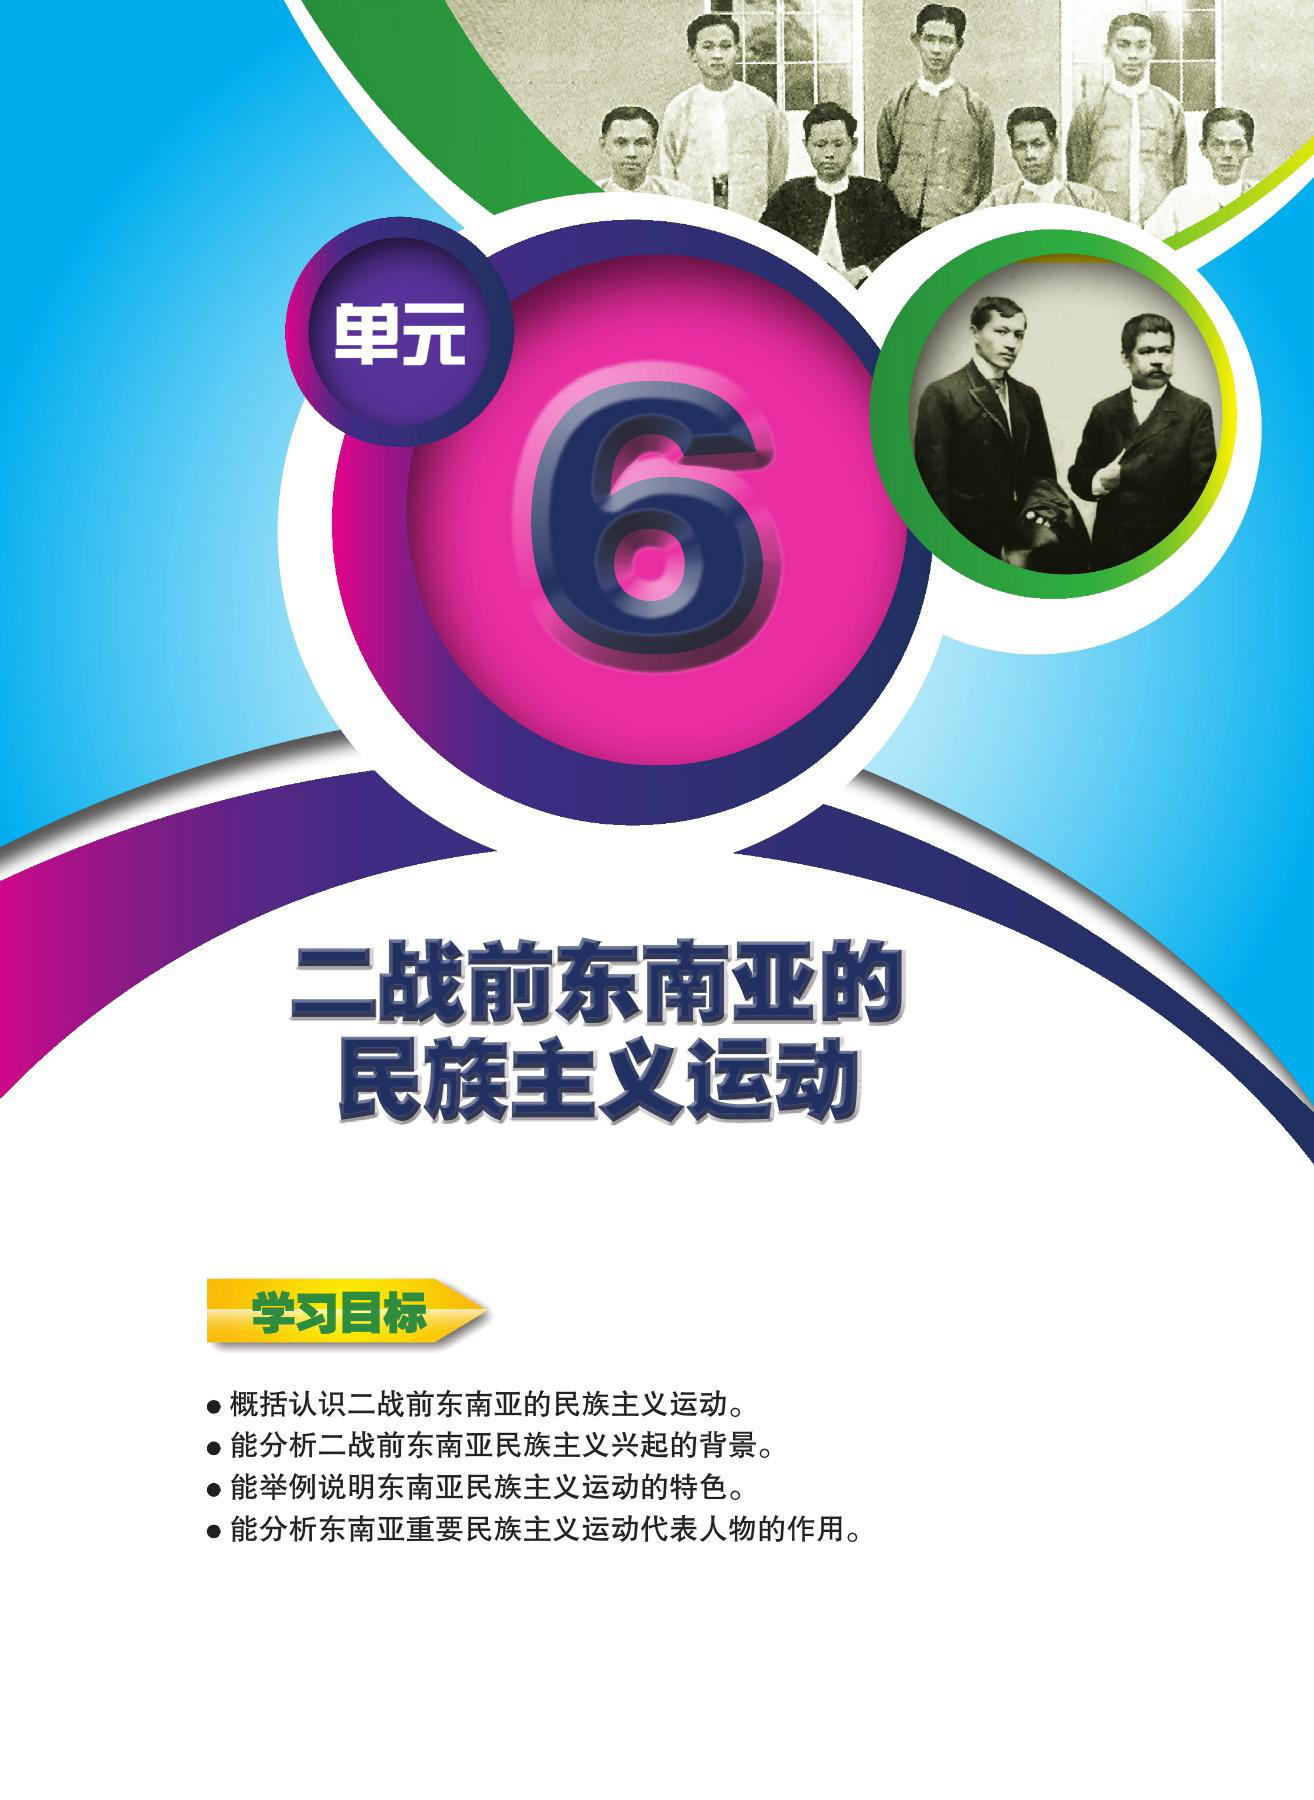 单元
6
二战前东南亚的
民族主义运动
学习目标
● 概括认识二战前东南亚的民族主义运动。
● 能分析二战前东南亚民族主义兴起的背景。
● 能举例说明东南亚民族主义运动的特色。
● 能分析东南亚重要民族主义运动代表人物的作用。